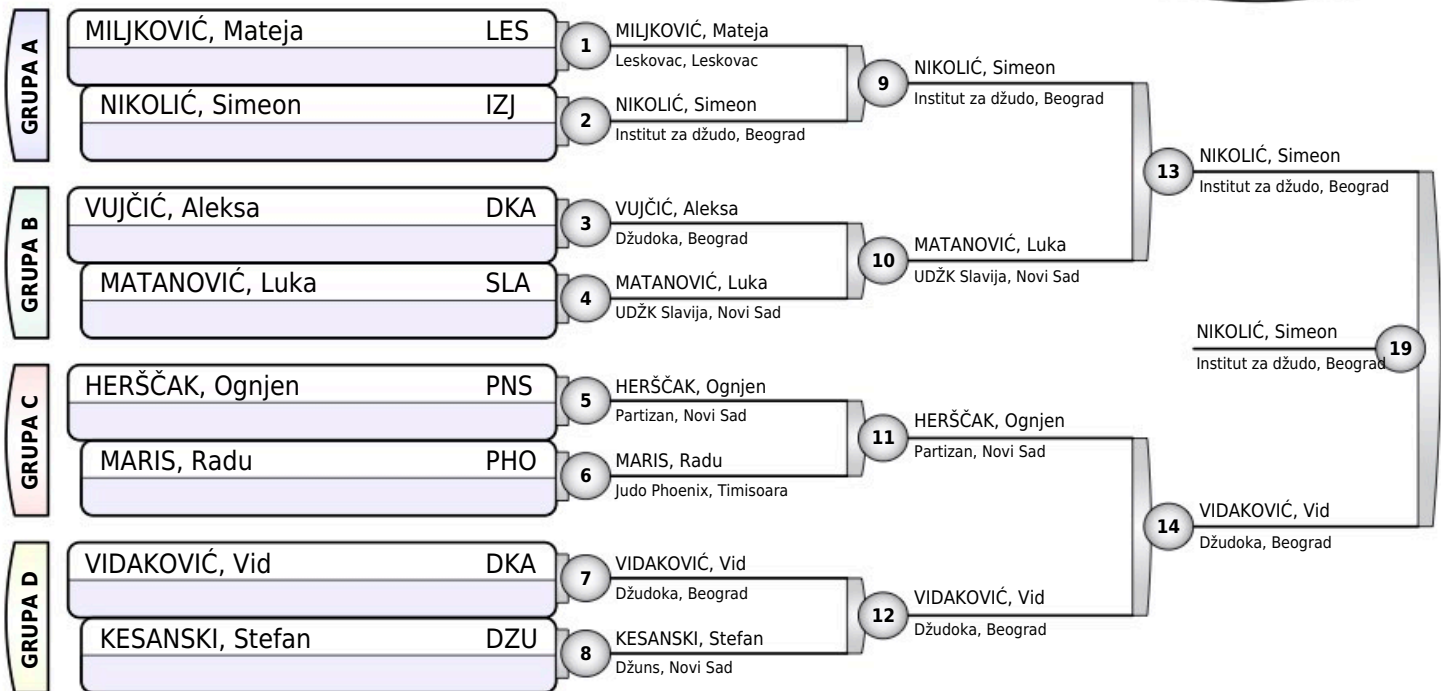 GRUPA A
MILJKOVIĆ, Mateja LES
NIKOLIĆ, Simeon IZJ
GRUPA B
VUJČIĆ, Aleksa DKA
MATANOVIĆ, Luka SLA
GRUPA C
HERŠČAK, Ognjen PNS
MARIS, Radu PHO
GRUPA D
VIDAKOVIĆ, Vid DKA
KESANSKI, Stefan DZU
1 MILJKOVIĆ, Mateja
Leskovac, Leskovac
2 NIKOLIĆ, Simeon
Institut za džudo, Beograd
3 VUJČIĆ, Aleksa
Džudoka, Beograd
4 MATANOVIĆ, Luka
UDŽK Slavija, Novi Sad
5 HERŠČAK, Ognjen
Partizan, Novi Sad
6 MARIS, Radu
Judo Phoenix, Timisoara
7 VIDAKOVIĆ, Vid
Džudoka, Beograd
8 KESANSKI, Stefan
Džuns, Novi Sad
9 NIKOLIĆ, Simeon
Institut za džudo, Beograd
10 MATANOVIĆ, Luka
UDŽK Slavija, Novi Sad
11 HERŠČAK, Ognjen
Partizan, Novi Sad
12 VIDAKOVIĆ, Vid
Džudoka, Beograd
13 NIKOLIĆ, Simeon
Institut za džudo, Beograd
14 VIDAKOVIĆ, Vid
Džudoka, Beograd
NIKOLIĆ, Simeon 19
Institut za džudo, Beograd